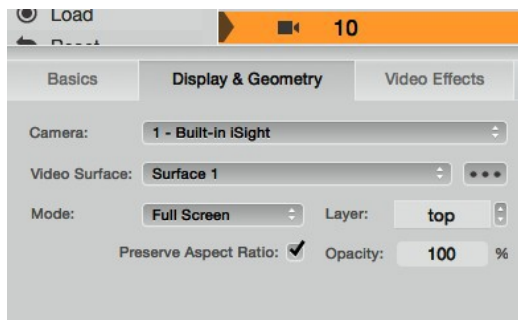 Load
10
Reset
Basics Display & Geometry Video Effects
Camera: 1 - Built-in iSight
Video Surface: Surface 1
Mode: Full Screen Layer: top
Preserve Aspect Ratio: Opacity: 100 %